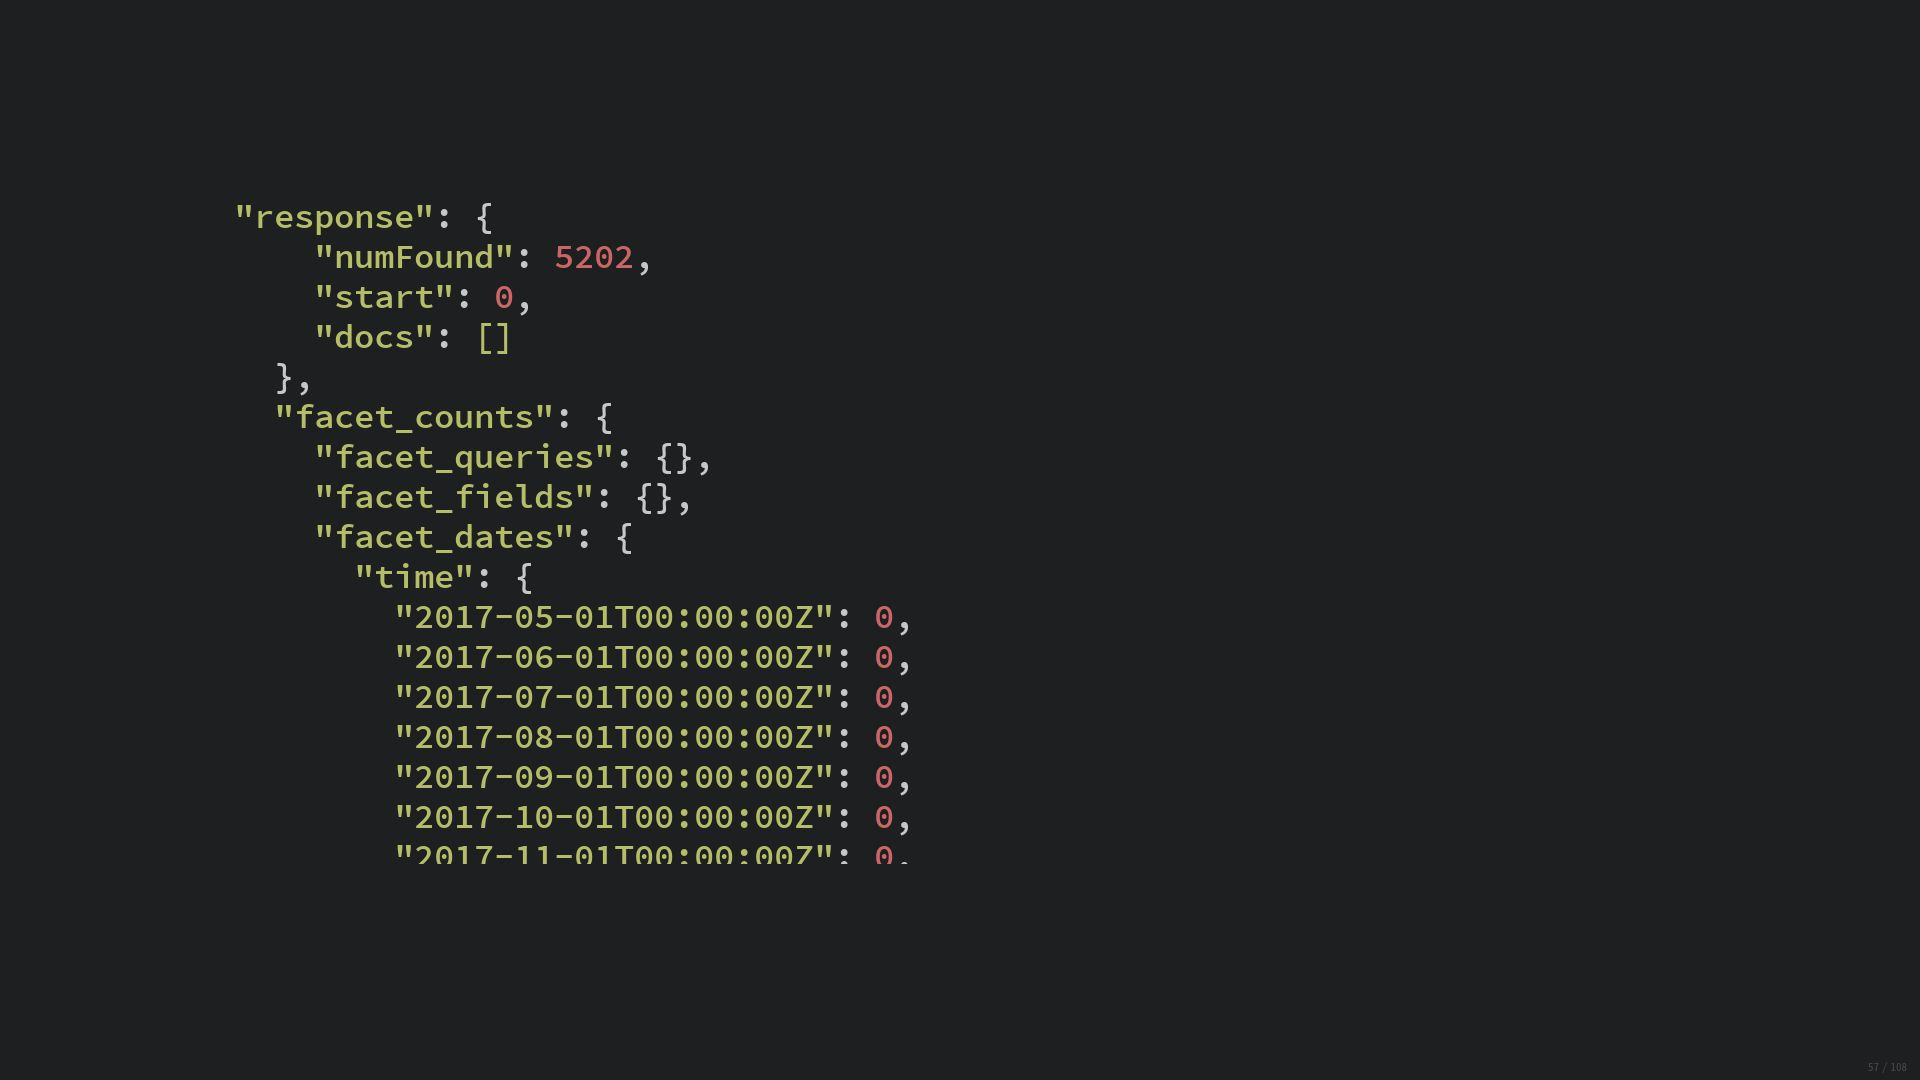 "response": {
    "numFound": 5202,
    "start": 0,
    "docs": []
  },
  "facet_counts": {
    "facet_queries": {},
    "facet_fields": {},
    "facet_dates": {
      "time": {
        "2017-05-01T00:00:00Z": 0,
        "2017-06-01T00:00:00Z": 0,
        "2017-07-01T00:00:00Z": 0,
        "2017-08-01T00:00:00Z": 0,
        "2017-09-01T00:00:00Z": 0,
        "2017-10-01T00:00:00Z": 0,
        "2017-11-01T00:00:00Z": 0,
57 / 108